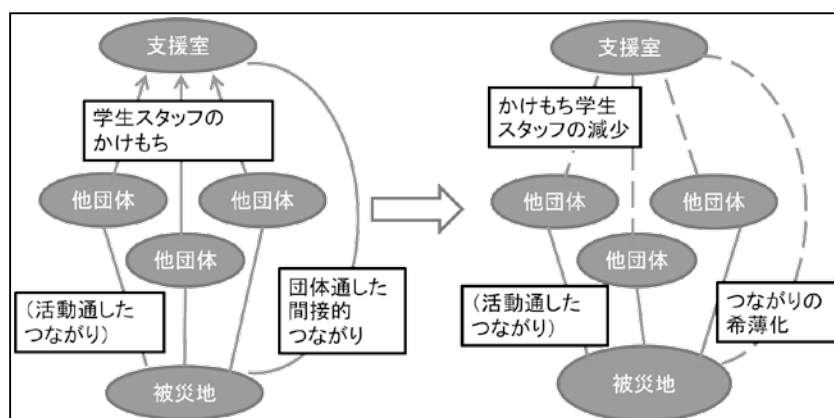 支援室
学生スタッフの
かけもち
他団体
他団体
他団体
(活動通した
つながり)
団体通した
間接的
つながり
被災地
支援室
かけもち学生
スタッフの減少
他団体
他団体
他団体
(活動通した
つながり)
つながりの
希薄化
被災地